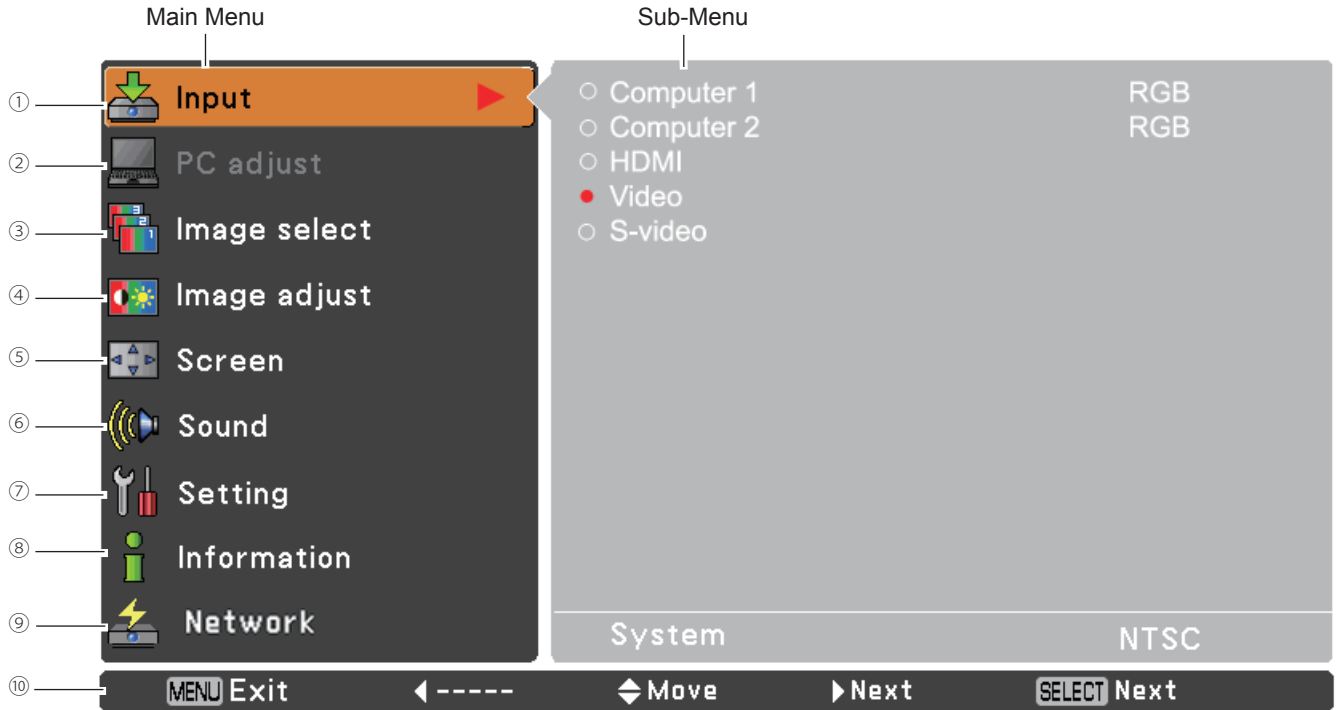 Main Menu Sub-Menu
① Input Computer 1 RGB
Computer 2 RGB
② PC adjust HDMI
Video
③ Image select S-video
④ Image adjust
⑤ Screen
⑥ Sound
⑦ Setting
⑧ Information
⑨ Network System NTSC
⑩ MENU Exit ----- Move Next SELECT Next